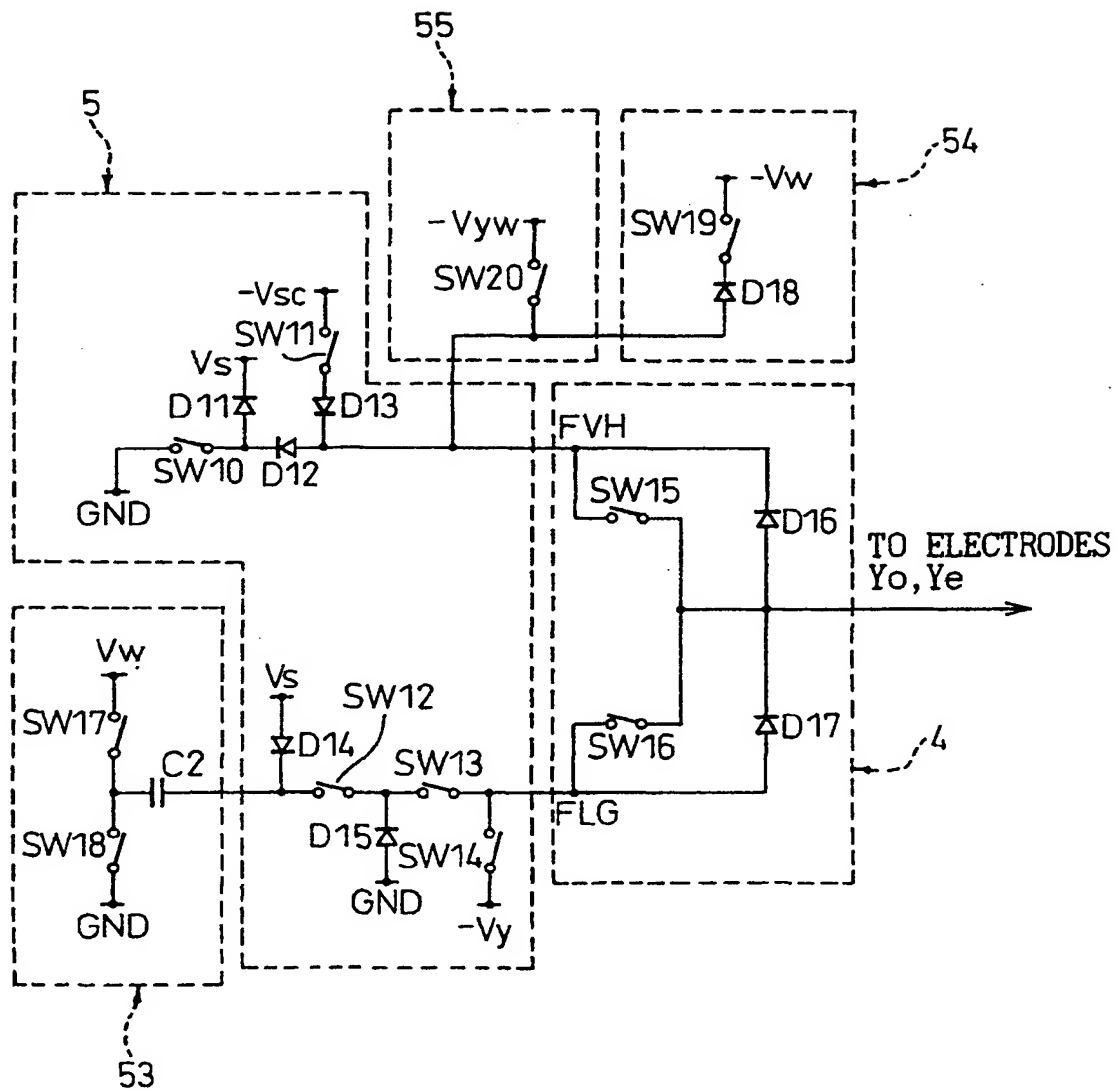 55
5
54
-Vw
SW19
D18
-Vyw
SW20
-Vsc
SW11
Vs
D11
D13
SW10
D12
GND
FVH
SW15
D16
TO ELECTRODES
Yo,Ye
Vw
SW17
C2
SW18
GND
Vs
SW12
D14
SW13
D15
SW14
GND
-Vy
SW16
D17
FLG
4
53